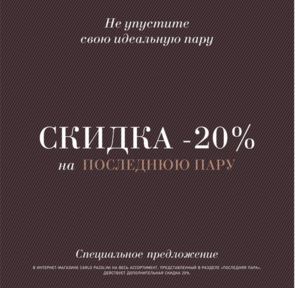 Не упустите
свою идеальную пару
СКИДКА -20%
на ПОСЛЕДНЮЮ ПАРУ
Специальное предложение
В ИНТЕРНЕТ-МАГАЗИНЕ CARLO PAZOLINI НА ВЕСЬ АССОРТИМЕНТ, ПРЕДСТАВЛЕННЫЙ В РАЗДЕЛЕ «ПОСЛЕДНЯЯ ПАРА»,
ДЕЙСТВУЕТ ДОПОЛНИТЕЛЬНАЯ СКИДКА 20%.